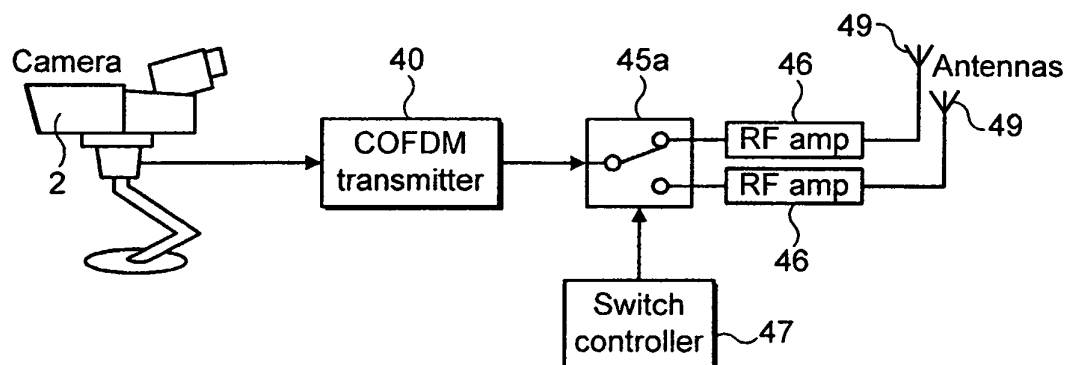 Camera
2
40
COFDM
transmitter
45a
46
RF amp
RF amp
46
49
Antennas
49
Switch
controller
47